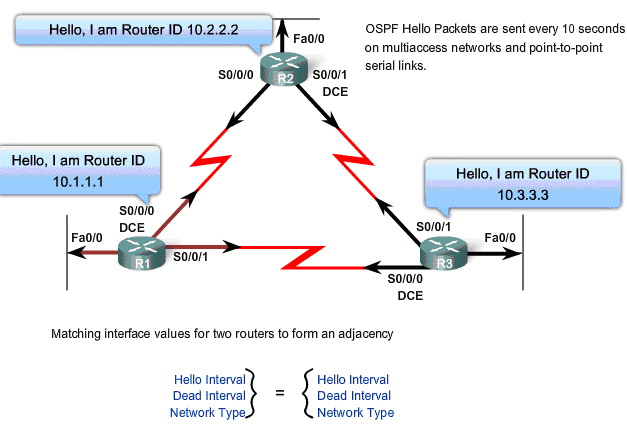 Hello, I am Router ID 10.2.2.2
Fa0/0
OSPF Hello Packets are sent every 10 seconds
on multiaccess networks and point-to-point
serial links.
S0/0/0
R2
S0/0/1
DCE
Hello, I am Router ID
10.1.1.1
Hello, I am Router ID
10.3.3.3
S0/0/0
DCE
S0/0/1
Fa0/0
Fa0/0
R1
S0/0/1
R3
S0/0/0
DCE
Matching interface values for two routers to form an adjacency
Hello Interval
Dead Interval
Network Type
=
Hello Interval
Dead Interval
Network Type